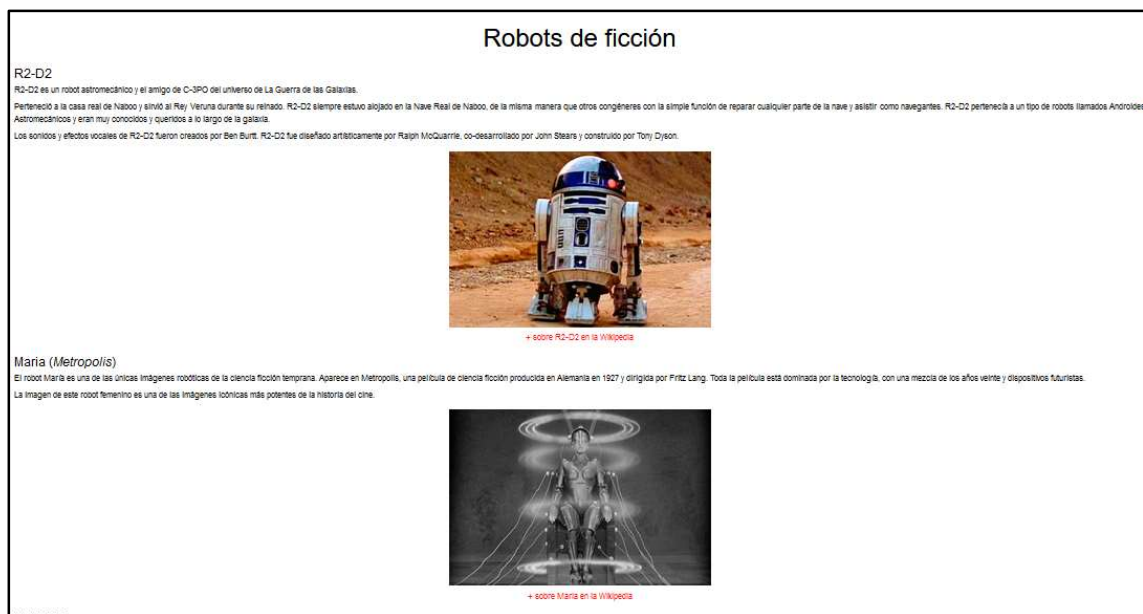 Robots de ficción
R2-D2
R2-D2 es un robot astromecánico y el amigo de C-3PO del universo de La Guerra de las Galaxias.
Perteneció a la casa real de Naboo y sirvió al Rey Veruna durante su reinado. R2-D2 siempre estuvo alojado en la Nave Real de Naboo, de la misma manera que otros congéneres con la simple función de reparar cualquier parte de la nave y asistir como navegantes. R2-D2 pertenecía a un tipo de robots llamados Androides
Astromecánicos y eran muy conocidos y queridos a lo largo de la galaxia.
Los sonidos y efectos vocales de R2-D2 fueron creados por Ben Burtt. R2-D2 fue diseñado artísticamente por Ralph McQuarrie, co-desarrollado por John Stears y construido por Tony Dyson.
+ sobre R2-D2 en la Wikipedia
Maria (Metropolis)
El robot María es una de las únicas imágenes robóticas de la ciencia ficción temprana. Aparece en Metropolis, una película de ciencia ficción producida en Alemania en 1927 y dirigida por Fritz Lang. Toda la película está dominada por la tecnología, con una mezcla de los años veinte y dispositivos futuristas.
La imagen de este robot femenino es una de las imágenes icónicas más potentes de la historia del cine.
+ sobre Maria en la Wikipedia